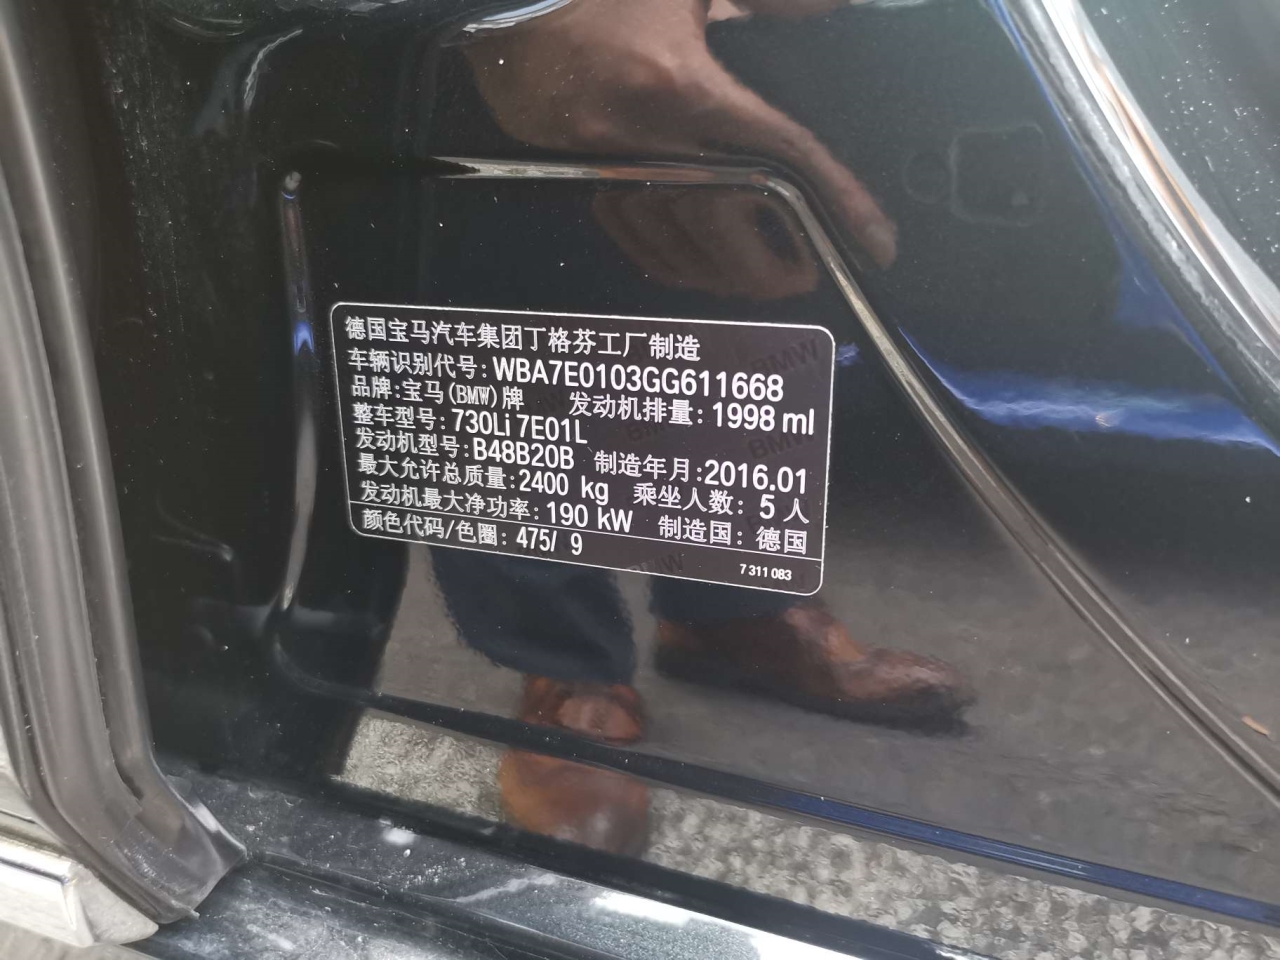 德国宝马汽车集团丁格芬工厂制造
车辆识别代号: WBA7E0103GG611668
品牌:宝马(BMW)牌 发动机排量: 1998 ml
整车型号: 730Li 7E01L
发动机型号: B48B20B 制造年月: 2016.01
最大允许总质量: 2400 kg 乘坐人数: 5 人
发动机最大净功率: 190 kW 制造国: 德国
颜色代码/色圈: 475/ 9
7 311 083